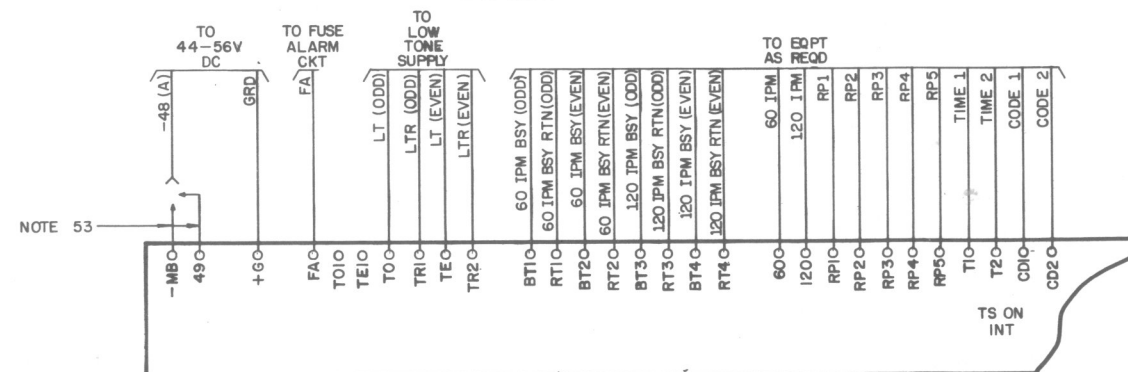 TO
44-56V
DC
TO FUSE
ALARM
CKT
TO
LOW
TONE
SUPPLY
TO EQPT
AS REQD
-48 (A)
GRD
FA
LT (ODD)
LTR (ODD)
LT (EVEN)
LTR (EVEN)
60 IPM BSY (ODD)
60 IPM BSY RTN (ODD)
60 IPM BSY (EVEN)
60 IPM BSY RTN (EVEN)
120 IPM BSY (ODD)
120 IPM BSY RTN (ODD)
120 IPM BSY (EVEN)
120 IPM BSY RTN (EVEN)
60 IPM
120 IPM
RP1
RP2
RP3
RP4
RP5
TIME 1
TIME 2
CODE 1
CODE 2
NOTE 53
-MB
49
+G
FA
TO1
TE1
TO
TR1
TE
TR2
BT1
RT1
BT2
RT2
BT3
RT3
BT4
RT4
60
120
RP1
RP2
RP3
RP4
RP5
T1
T2
CD1
CD2
TS ON
INT